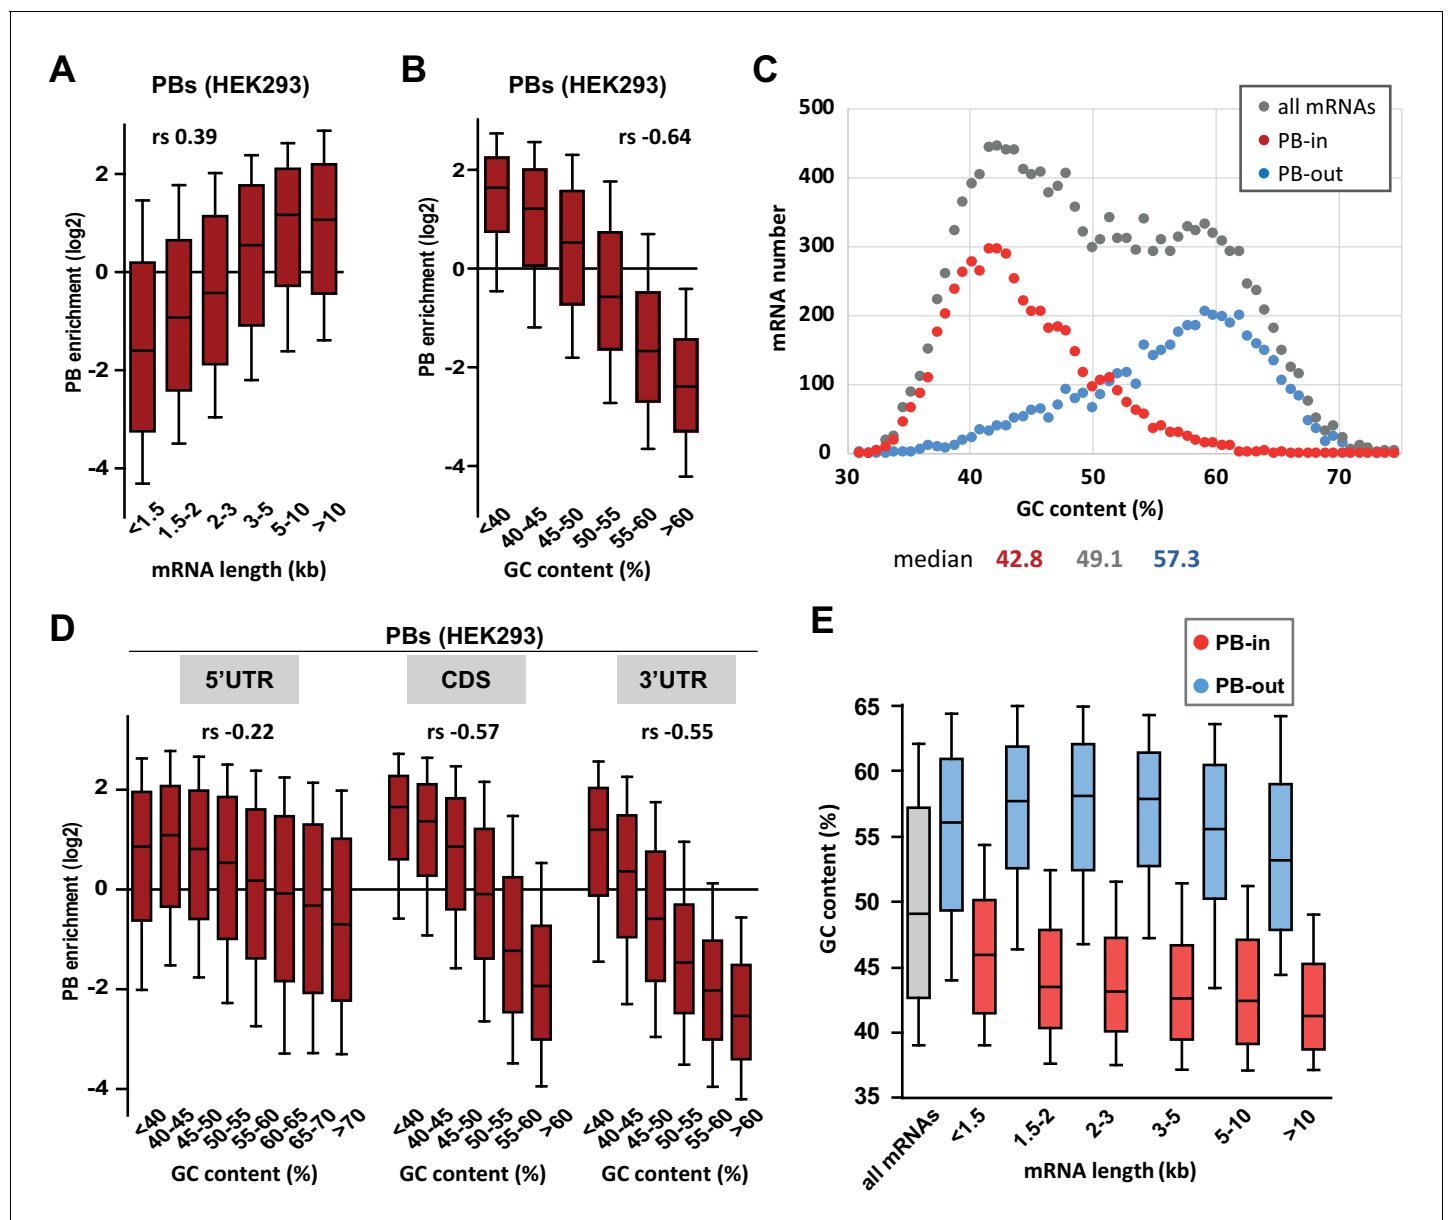 A
PBs (HEK293)
rs 0.39
PB enrichment (log2)
2
0
-2
-4
<1.5
1.5-2
2-3
3-5
5-10
>10
mRNA length (kb)
B
PBs (HEK293)
rs -0.64
PB enrichment (log2)
2
0
-2
-4
<40
40-45
45-50
50-55
55-60
>60
GC content (%)
C
all mRNAs
PB-in
PB-out
mRNA number
500
400
300
200
100
0
30
40
50
60
70
GC content (%)
median 42.8 49.1 57.3
D
PBs (HEK293)
5'UTR
CDS
3'UTR
rs -0.22
rs -0.57
rs -0.55
PB enrichment (log2)
2
0
-2
-4
<40
40-45
45-50
50-55
55-60
60-65
65-70
>70
GC content (%)
<40
40-45
45-50
50-55
55-60
>60
GC content (%)
<40
40-45
45-50
50-55
55-60
>60
GC content (%)
E
PB-in
PB-out
GC content (%)
65
60
55
50
45
40
35
all mRNAs
<1.5
1.5-2
2-3
3-5
5-10
>10
mRNA length (kb)